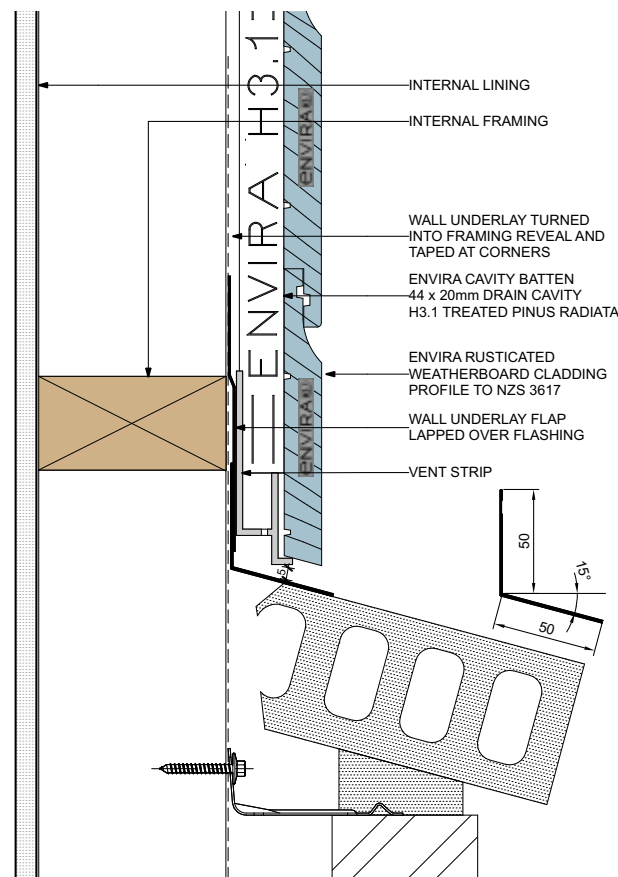 INTERNAL LINING
INTERNAL FRAMING
WALL UNDERLAY TURNED
INTO FRAMING REVEAL AND
TAPED AT CORNERS
ENVIRA CAVITY BATTEN
44 x 20mm DRAIN CAVITY
H3.1 TREATED PINUS RADIATA
ENVIRA RUSTICATED
WEATHERBOARD CLADDING
PROFILE TO NZS 3617
WALL UNDERLAY FLAP
LAPPED OVER FLASHING
VENT STRIP
ENVIRA H3.1
ENVIRA
ENVIRA
5
50
15°
50